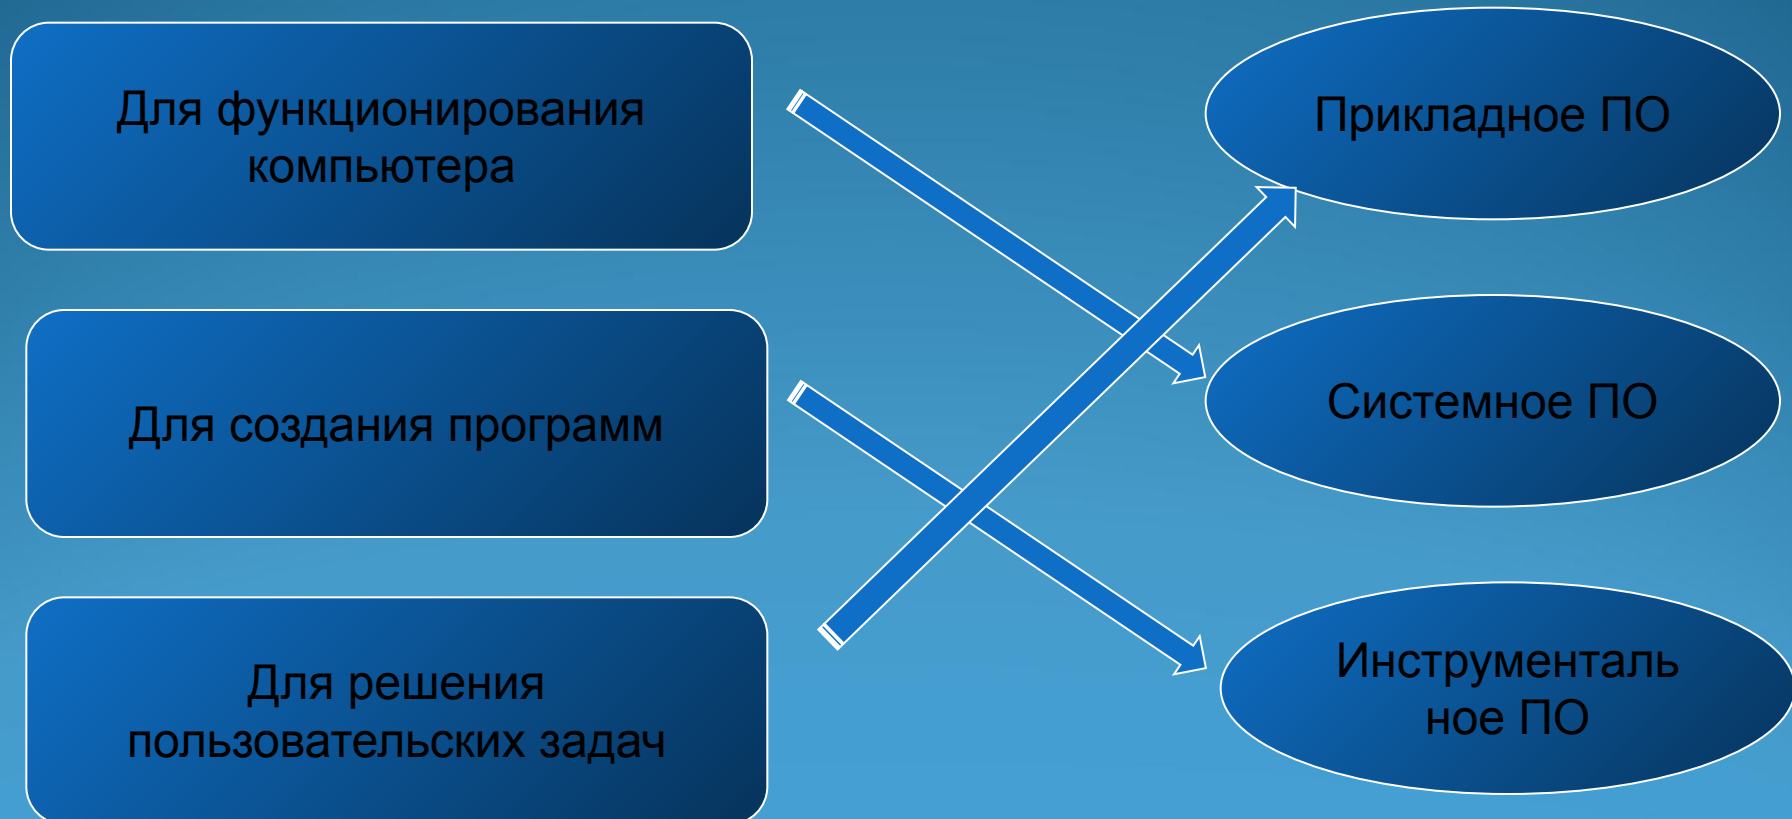 Для функционирования
компьютера
Прикладное ПО
Для создания программ
Системное ПО
Для решения
пользовательских задач
Инструменталь
ное ПО